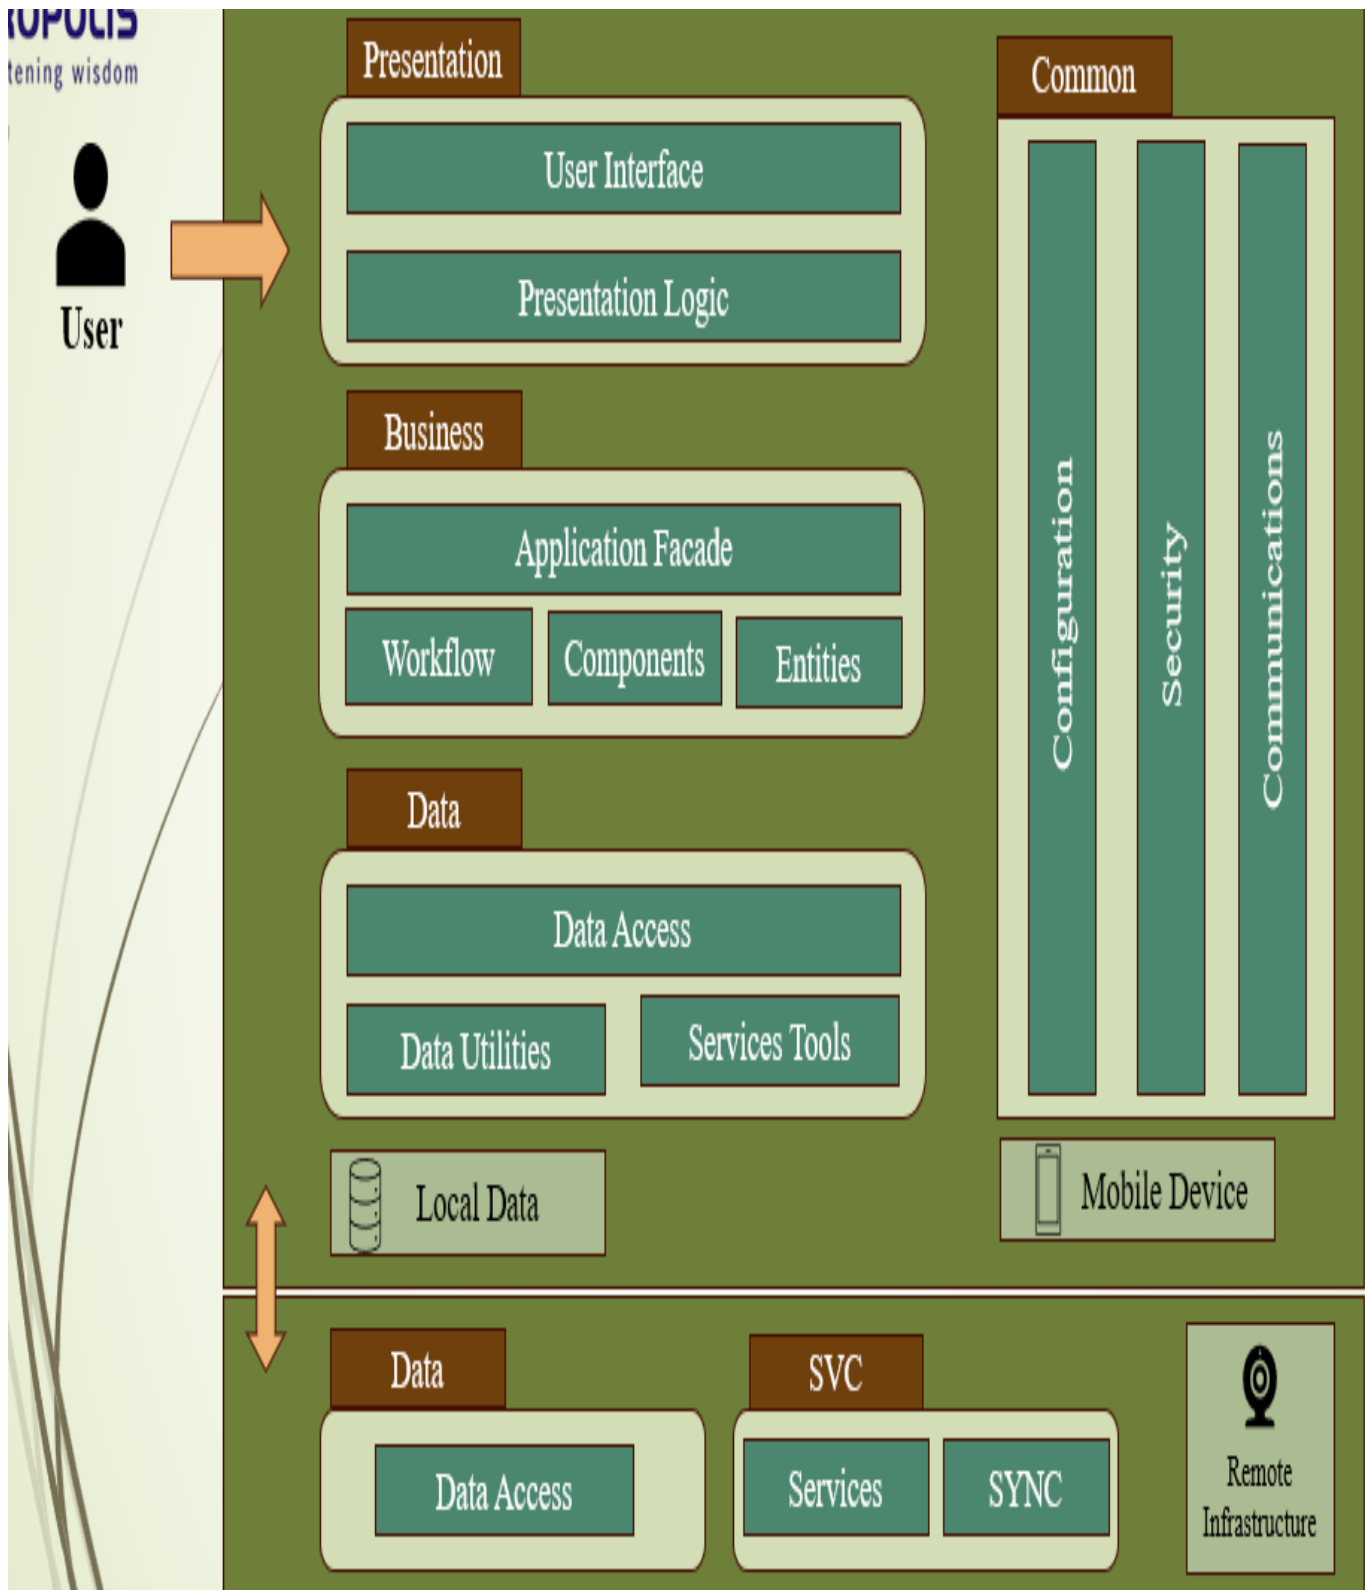 ROPOLIS
tening wisdom
User
Presentation
User Interface
Presentation Logic
Business
Application Facade
Workflow
Components
Entities
Data
Data Access
Data Utilities
Services Tools
Local Data
Common
Configuration
Security
Communications
Mobile Device
Data
Data Access
SVC
Services
SYNC
Remote
Infrastructure